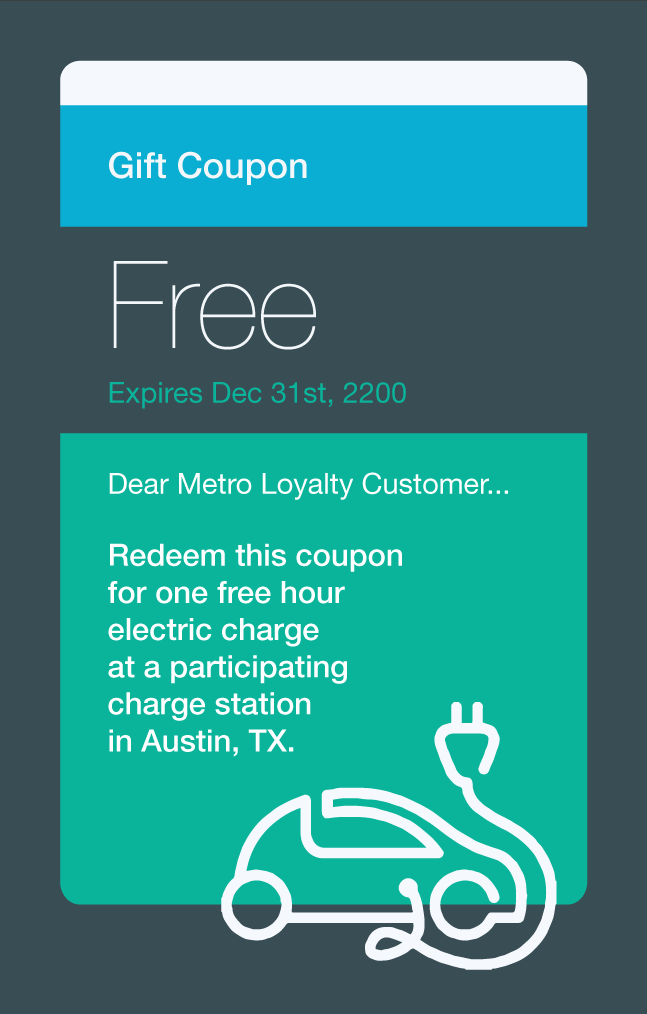 Gift Coupon
Free
Expires Dec 31st, 2200
Dear Metro Loyalty Customer...
Redeem this coupon
for one free hour
electric charge
at a participating
charge station
in Austin, TX.